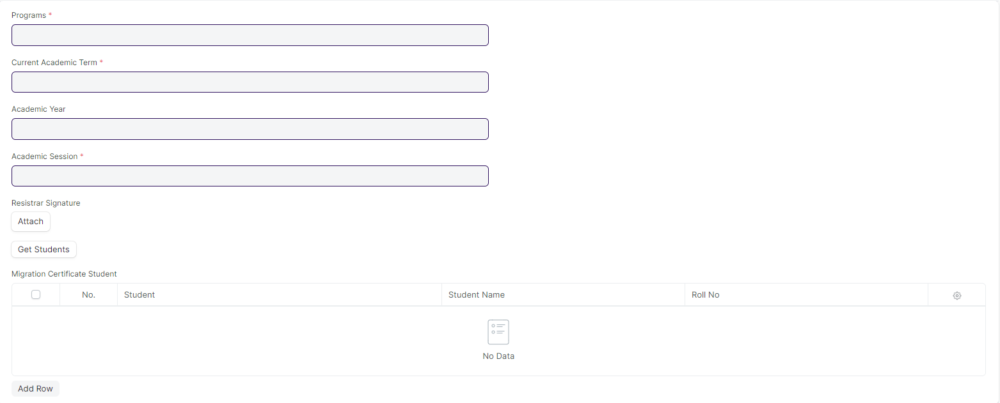 Programs *
Current Academic Term *
Academic Year
Academic Session *
Resistrar Signature
Attach
Get Students
Migration Certificate Student
No. Student Student Name Roll No
No Data
Add Row